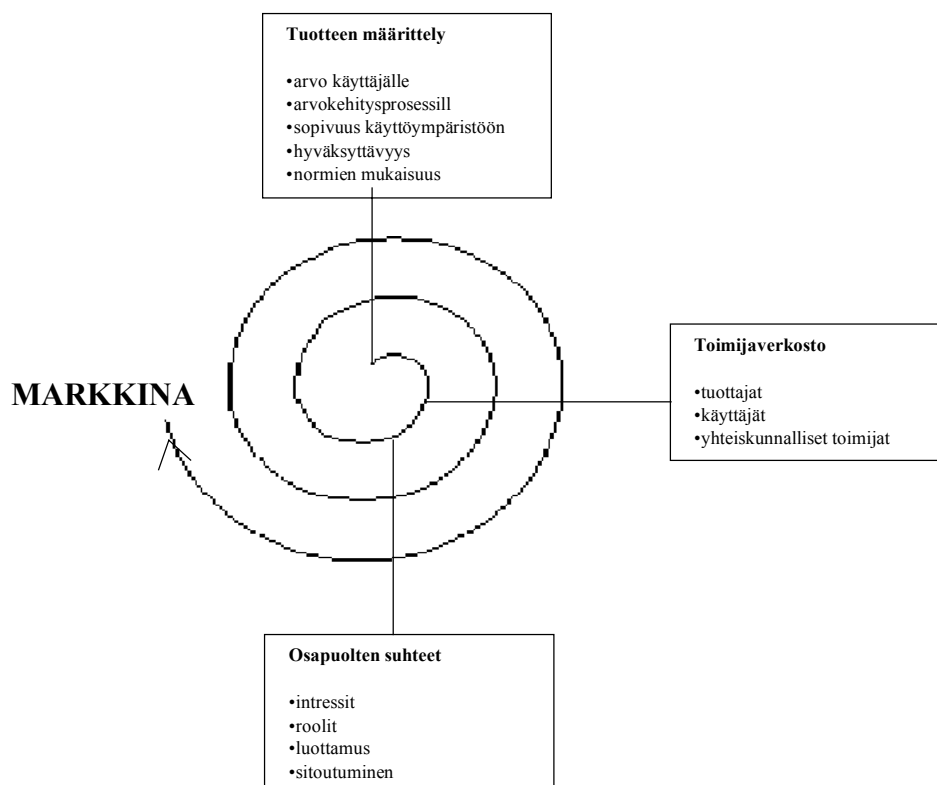 Tuotteen määrittely
•arvo käyttäjälle
•arvokehitysprosessill
•sopivuus käyttöympäristöön
•hyväksyttävyys
•normien mukaisuus
MARKKINA
Toimijaverkosto
•tuottajat
•käyttäjät
•yhteiskunnalliset toimijat
Osapuolten suhteet
•intressit
•roolit
•luottamus
•sitoutuminen